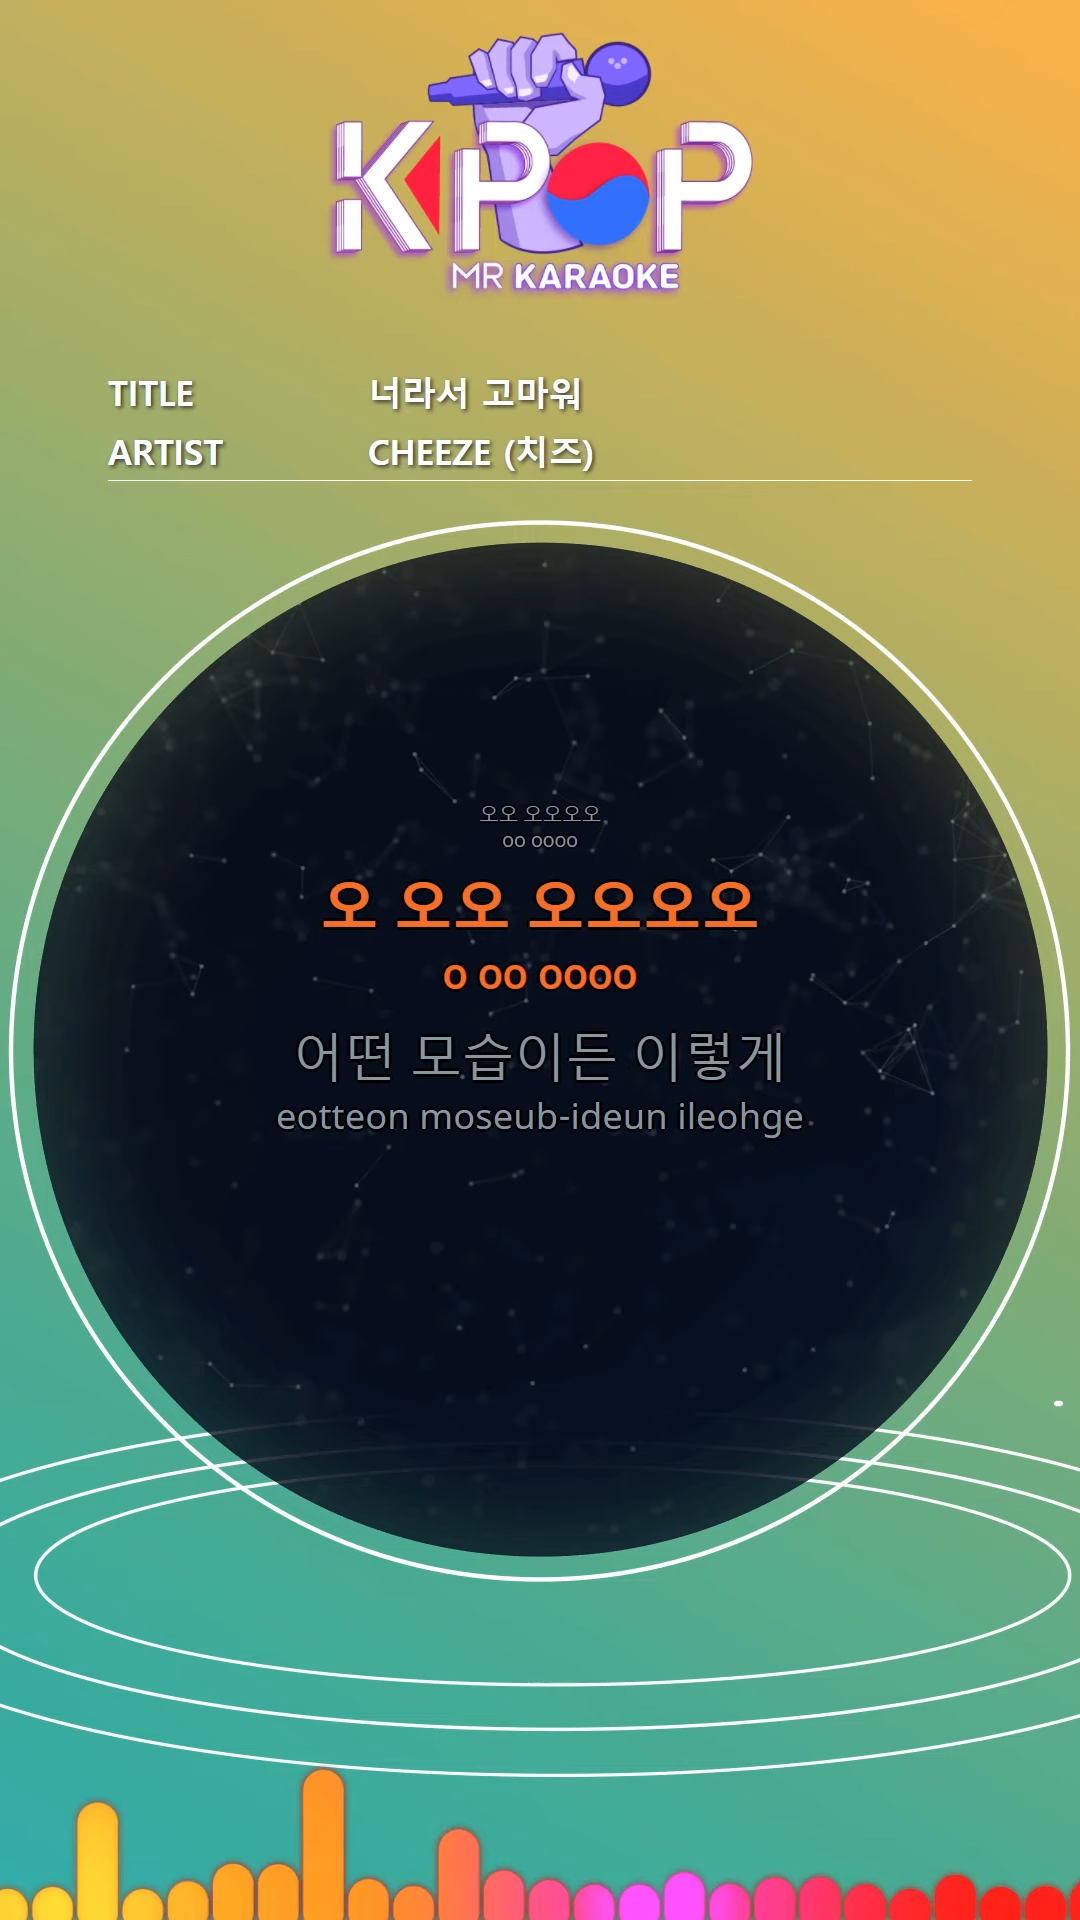 KPOP
MR KARAOKE
TITLE 너라서 고마워
ARTIST CHEEZE (치즈)
오오 오오오오
oo oooo
오 오오 오오오오
o oo oooo
어떤 모습이든 이렇게
eotteon moseub-ideun ileohge